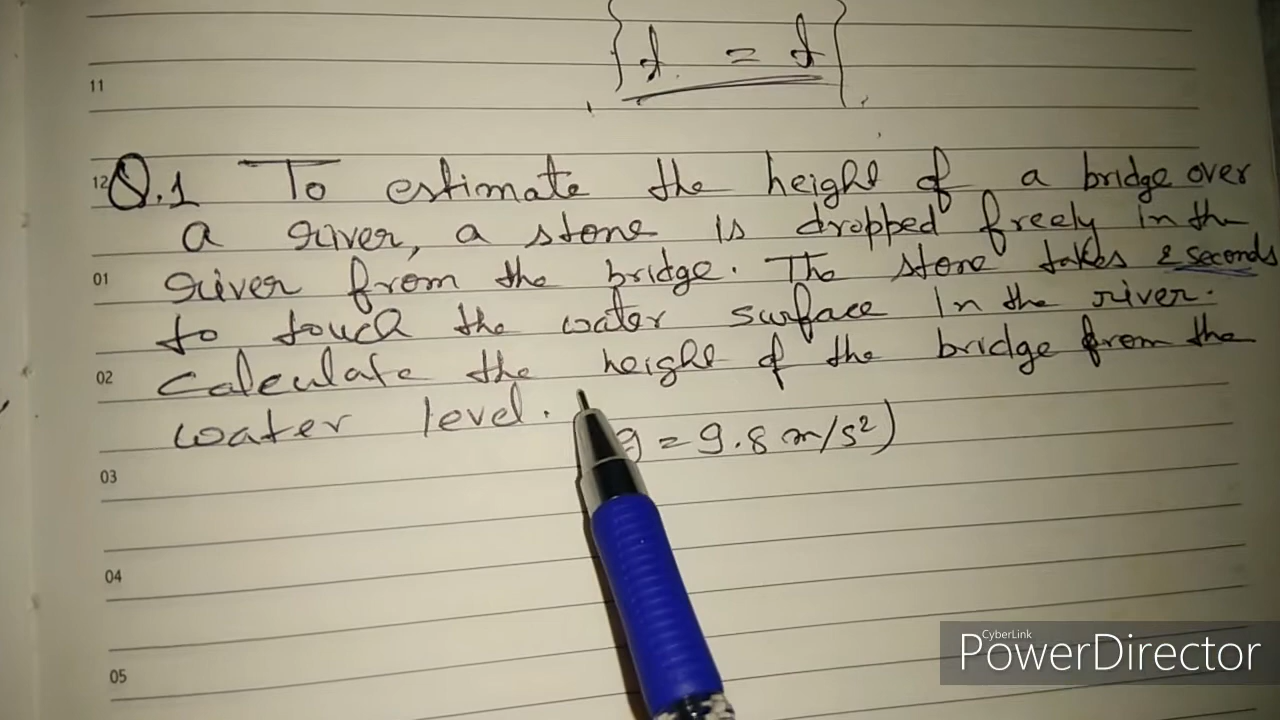 { t = t }
11
12 Q.1 To estimate the height of a bridge over
a river, a stone is dropped freely in the
01 river from the bridge. The stone takes 2 seconds
to touch the water surface in the river.
02 Calculate the height of the bridge from the
water level. (g = 9.8 m/s²)
03
04
05
CyberLink
PowerDirector